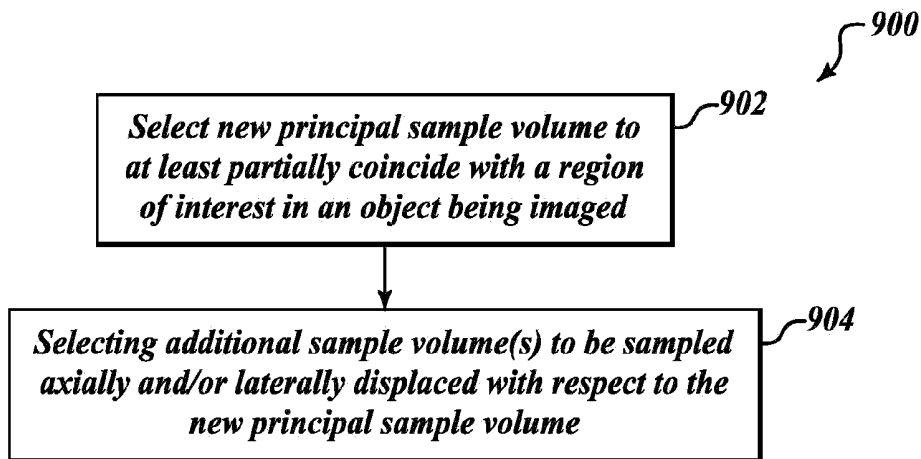 900
902
Select new principal sample volume to
at least partially coincide with a region
of interest in an object being imaged
904
Selecting additional sample volume(s) to be sampled
axially and/or laterally displaced with respect to the
new principal sample volume